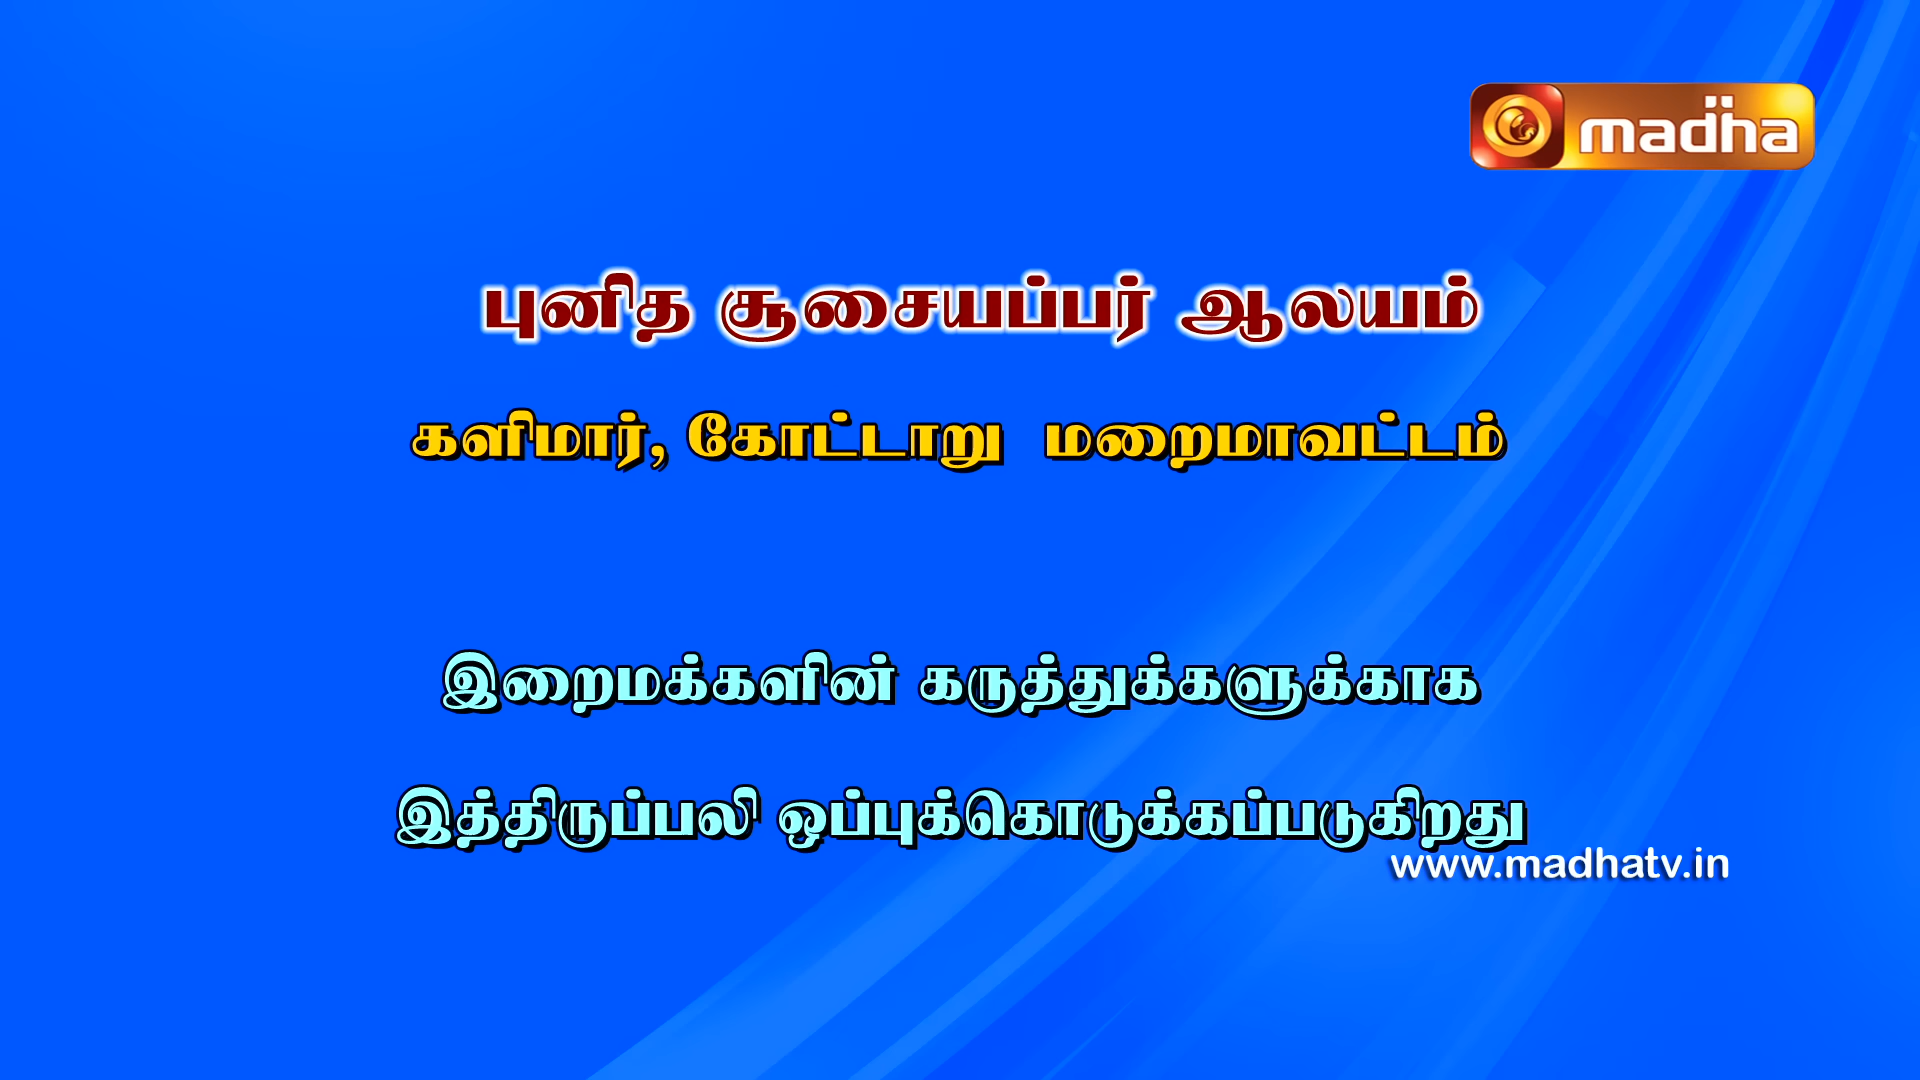 madha
புனித சூசையப்பர் ஆலயம்
களிமார், கோட்டாறு மறைமாவட்டம்
இறைமக்களின் கருத்துக்களுக்காக
இத்திருப்பலி ஒப்புக்கொடுக்கப்படுகிறது
www.madhatv.in